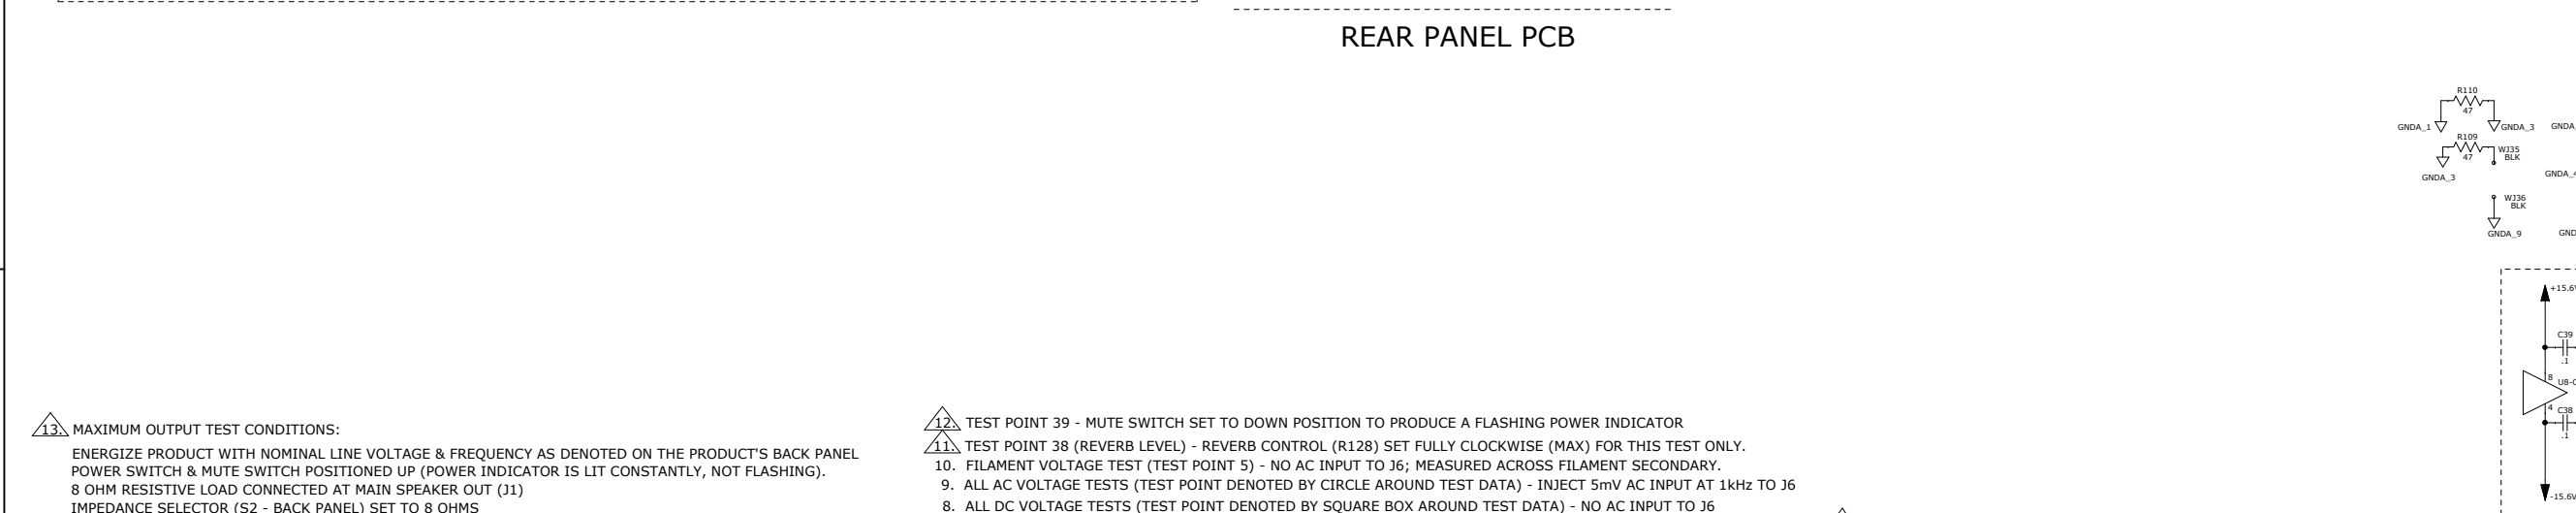 REAR PANEL PCB
R110
47
GNDA_1
GNDA_3
R109
47
WJ35
BLK
GNDA_3
GNDA_4
WJ36
BLK
GNDA_9
+15.6V
C39
.1
8
4
C38
.1
-15.6V
13. MAXIMUM OUTPUT TEST CONDITIONS:
ENERGIZE PRODUCT WITH NOMINAL LINE VOLTAGE & FREQUENCY AS DENOTED ON THE PRODUCT'S BACK PANEL
POWER SWITCH & MUTE SWITCH POSITIONED UP (POWER INDICATOR IS LIT CONSTANTLY, NOT FLASHING).
8 OHM RESISTIVE LOAD CONNECTED AT MAIN SPEAKER OUT (J1)
IMPEDANCE SELECTOR (S2 - BACK PANEL) SET TO 8 OHMS
12. TEST POINT 39 - MUTE SWITCH SET TO DOWN POSITION TO PRODUCE A FLASHING POWER INDICATOR
11. TEST POINT 38 (REVERB LEVEL) - REVERB CONTROL (R128) SET FULLY CLOCKWISE (MAX) FOR THIS TEST ONLY.
10. FILAMENT VOLTAGE TEST (TEST POINT 5) - NO AC INPUT TO J6; MEASURED ACROSS FILAMENT SECONDARY.
9. ALL AC VOLTAGE TESTS (TEST POINT DENOTED BY CIRCLE AROUND TEST DATA) - INJECT 5mV AC INPUT AT 1kHz TO J6
8. ALL DC VOLTAGE TESTS (TEST POINT DENOTED BY SQUARE BOX AROUND TEST DATA) - NO AC INPUT TO J6